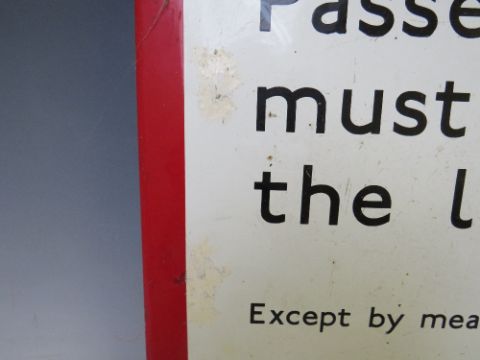 Passe
must
the l
Except by mea